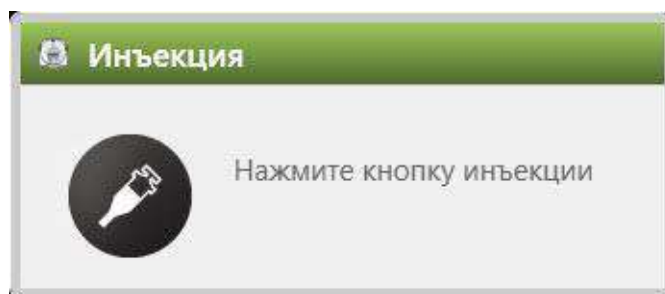 Инъекция
Нажмите кнопку инъекции